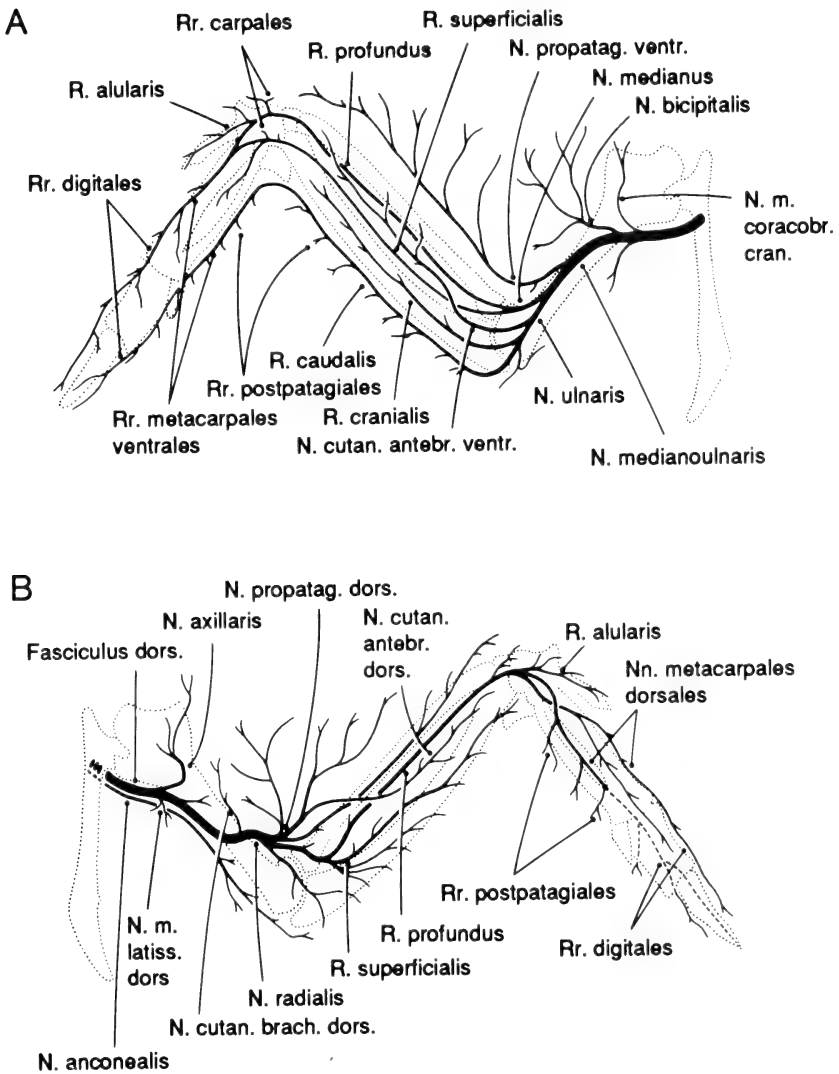 A
Rr. carpales
R. superficialis
R. profundus
N. propatag. ventr.
N. medianus
R. alularis
N. bicipitalis
Rr. digitales
N. m.
coracobr.
cran.
R. caudalis
Rr. postpatagiales
N. ulnaris
Rr. metacarpales
ventrales
R. cranialis
N. cutan. antebr. ventr.
N. medianoulnaris
B
N. propatag. dors.
N. axillaris
N. cutan.
antebr.
dors.
Fasciculus dors.
R. alularis
Nn. metacarpales
dorsales
Rr. postpatagiales
N. m.
latiss.
dors
R. profundus
Rr. digitales
R. superficialis
N. radialis
N. cutan. brach. dors.
N. anconealis